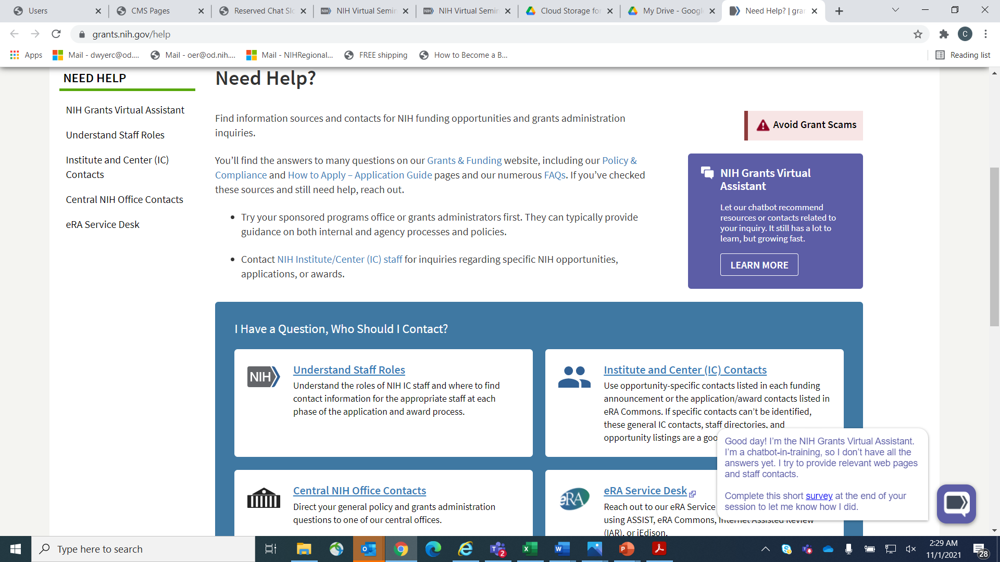 Users
CMS Pages
Reserved Chat Slo
NIH Virtual Semin
NIH Virtual Semin
Cloud Storage fo
My Drive - Googl
Need Help? | gra
grants.nih.gov/help
C
Apps
Mail - dwyerc@od....
Mail - oer@od.nih....
Mail - NIHRegional...
FREE shipping
How to Become a B...
Reading list
NEED HELP
NIH Grants Virtual Assistant
Understand Staff Roles
Institute and Center (IC)
Contacts
Central NIH Office Contacts
eRA Service Desk
Need Help?
Find information sources and contacts for NIH funding opportunities and grants administration
inquiries.
You’ll find the answers to many questions on our Grants & Funding website, including our Policy &
Compliance and How to Apply – Application Guide pages and our numerous FAQs. If you’ve checked
these sources and still need help, reach out.
• Try your sponsored programs office or grants administrators first. They can typically provide
guidance on both internal and agency processes and policies.
• Contact NIH Institute/Center (IC) staff for inquiries regarding specific NIH opportunities,
applications, or awards.
Avoid Grant Scams
NIH Grants Virtual
Assistant
Let our chatbot recommend
resources or contacts related to
your inquiry. It still has a lot to
learn, but growing fast.
LEARN MORE
I Have a Question, Who Should I Contact?
NIH
Understand Staff Roles
Understand the roles of NIH IC staff and where to find
contact information for the appropriate staff at each
phase of the application and award process.
Institute and Center (IC) Contacts
Use opportunity-specific contacts listed in each funding
announcement or the application/award contacts listed in
eRA Commons. If specific contacts can’t be identified,
these general IC contacts, staff directories, and
opportunity listings are a goo
Central NIH Office Contacts
Direct your general policy and grants administration
questions to one of our central offices.
eRA
eRA Service Desk
Reach out to our eRA Service
using ASSIST, eRA Commons, Internet Assisted Review
(IAR), or iEdison.
Good day! I’m the NIH Grants Virtual Assistant.
I’m a chatbot-in-training, so I don’t have all the
answers yet. I try to provide relevant web pages
and staff contacts.
Complete this short survey at the end of your
session to let me know how I did.
Type here to search
2
2:29 AM
11/1/2021
28